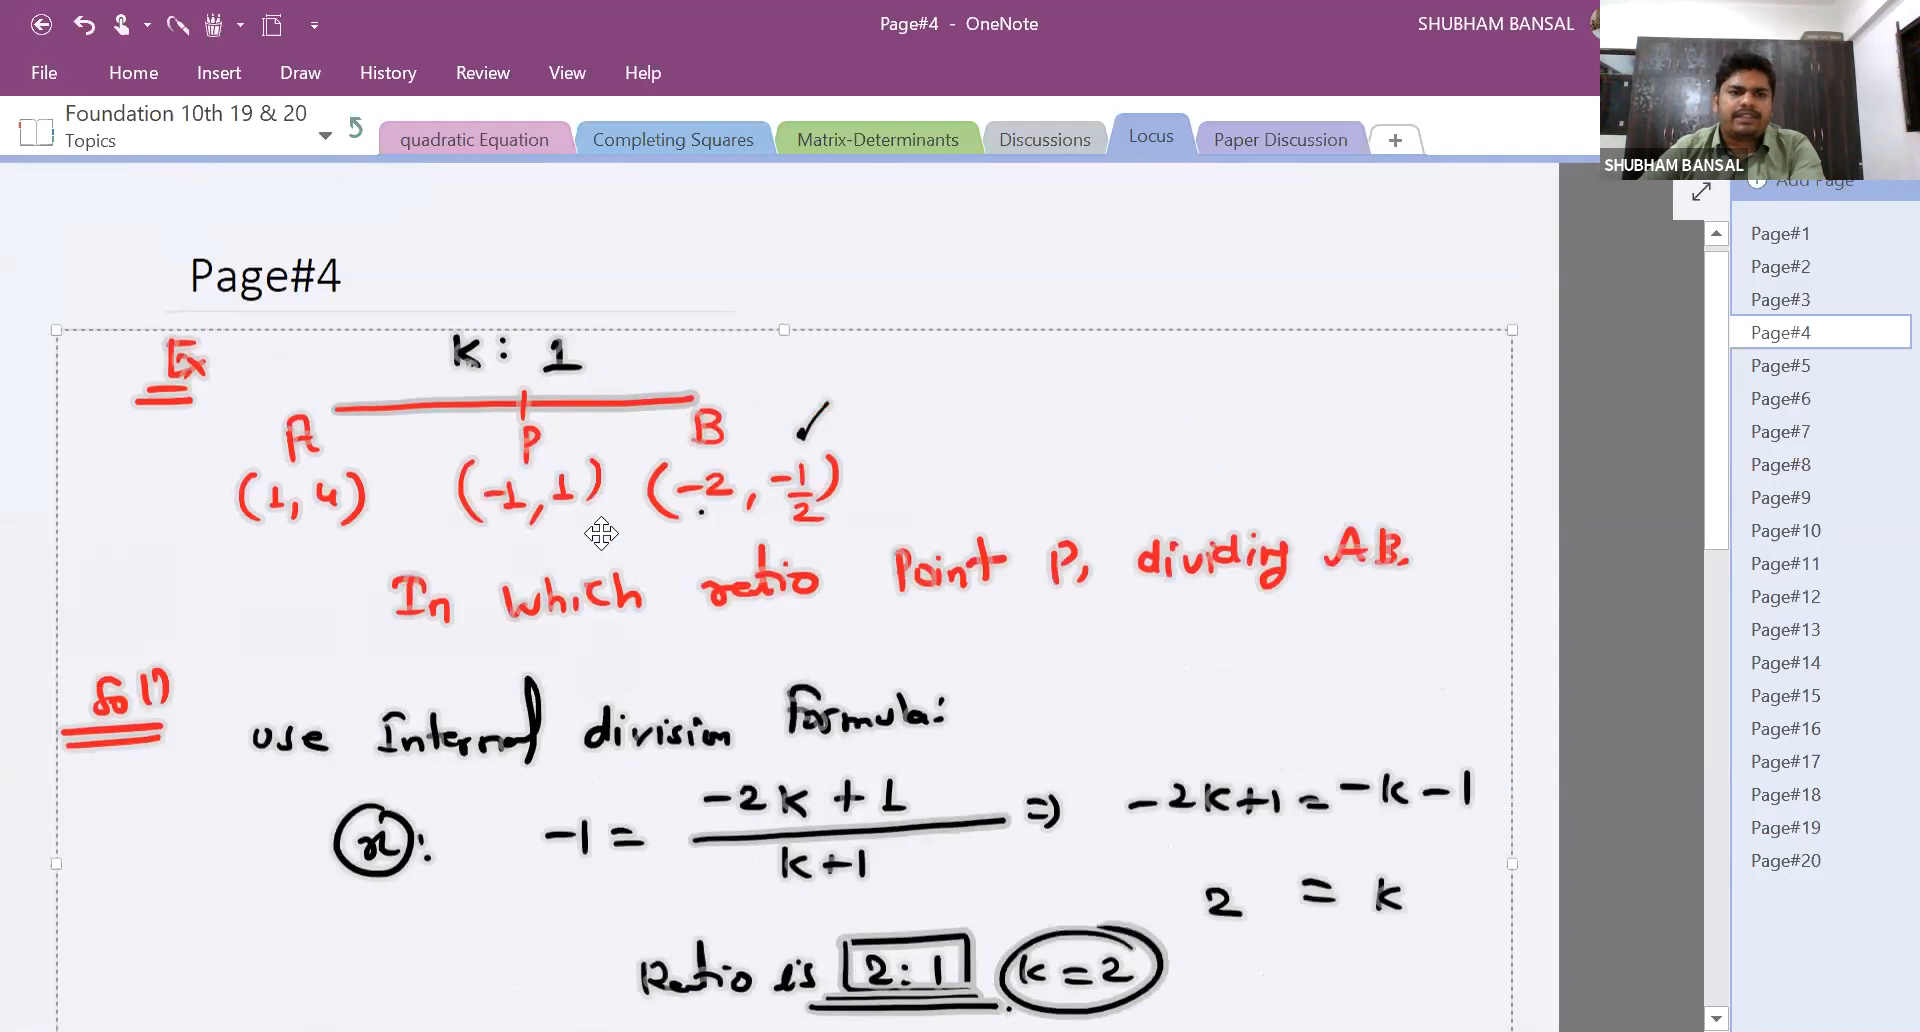 Page#4 - OneNote
SHUBHAM BANSAL
File Home Insert Draw History Review View Help
Foundation 10th 19 & 20
Topics
quadratic Equation
Completing Squares
Matrix-Determinants
Discussions
Locus
Paper Discussion
+
SHUBHAM BANSAL
Add Page
Page#1
Page#2
Page#3
Page#4
Page#5
Page#6
Page#7
Page#8
Page#9
Page#10
Page#11
Page#12
Page#13
Page#14
Page#15
Page#16
Page#17
Page#18
Page#19
Page#20
Page#4
Ex
k : 1
A P B
(1, 4) (-1, 1) (-2, -1/2) ✓
In which ratio Point P, dividing AB.
Sol)
use Internal division Formula:
x: -1 = (-2k + 1)/(k+1) => -2k+1 = -k-1
2 = k
Ratio is 2:1. k=2